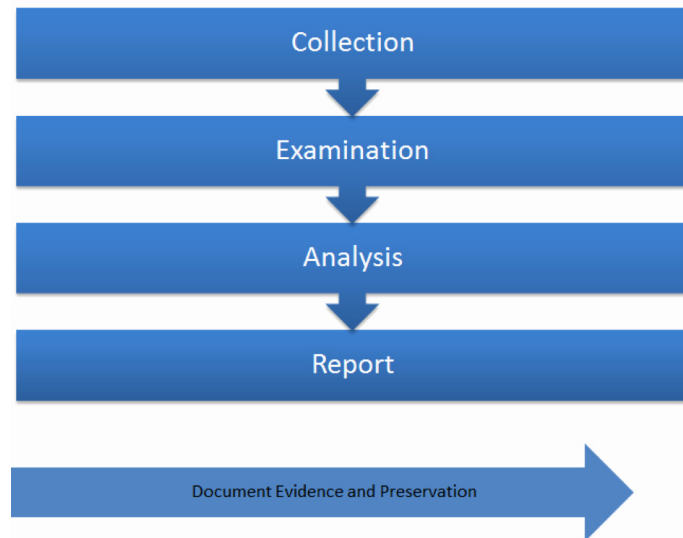 Collection
Examination
Analysis
Report
Document Evidence and Preservation